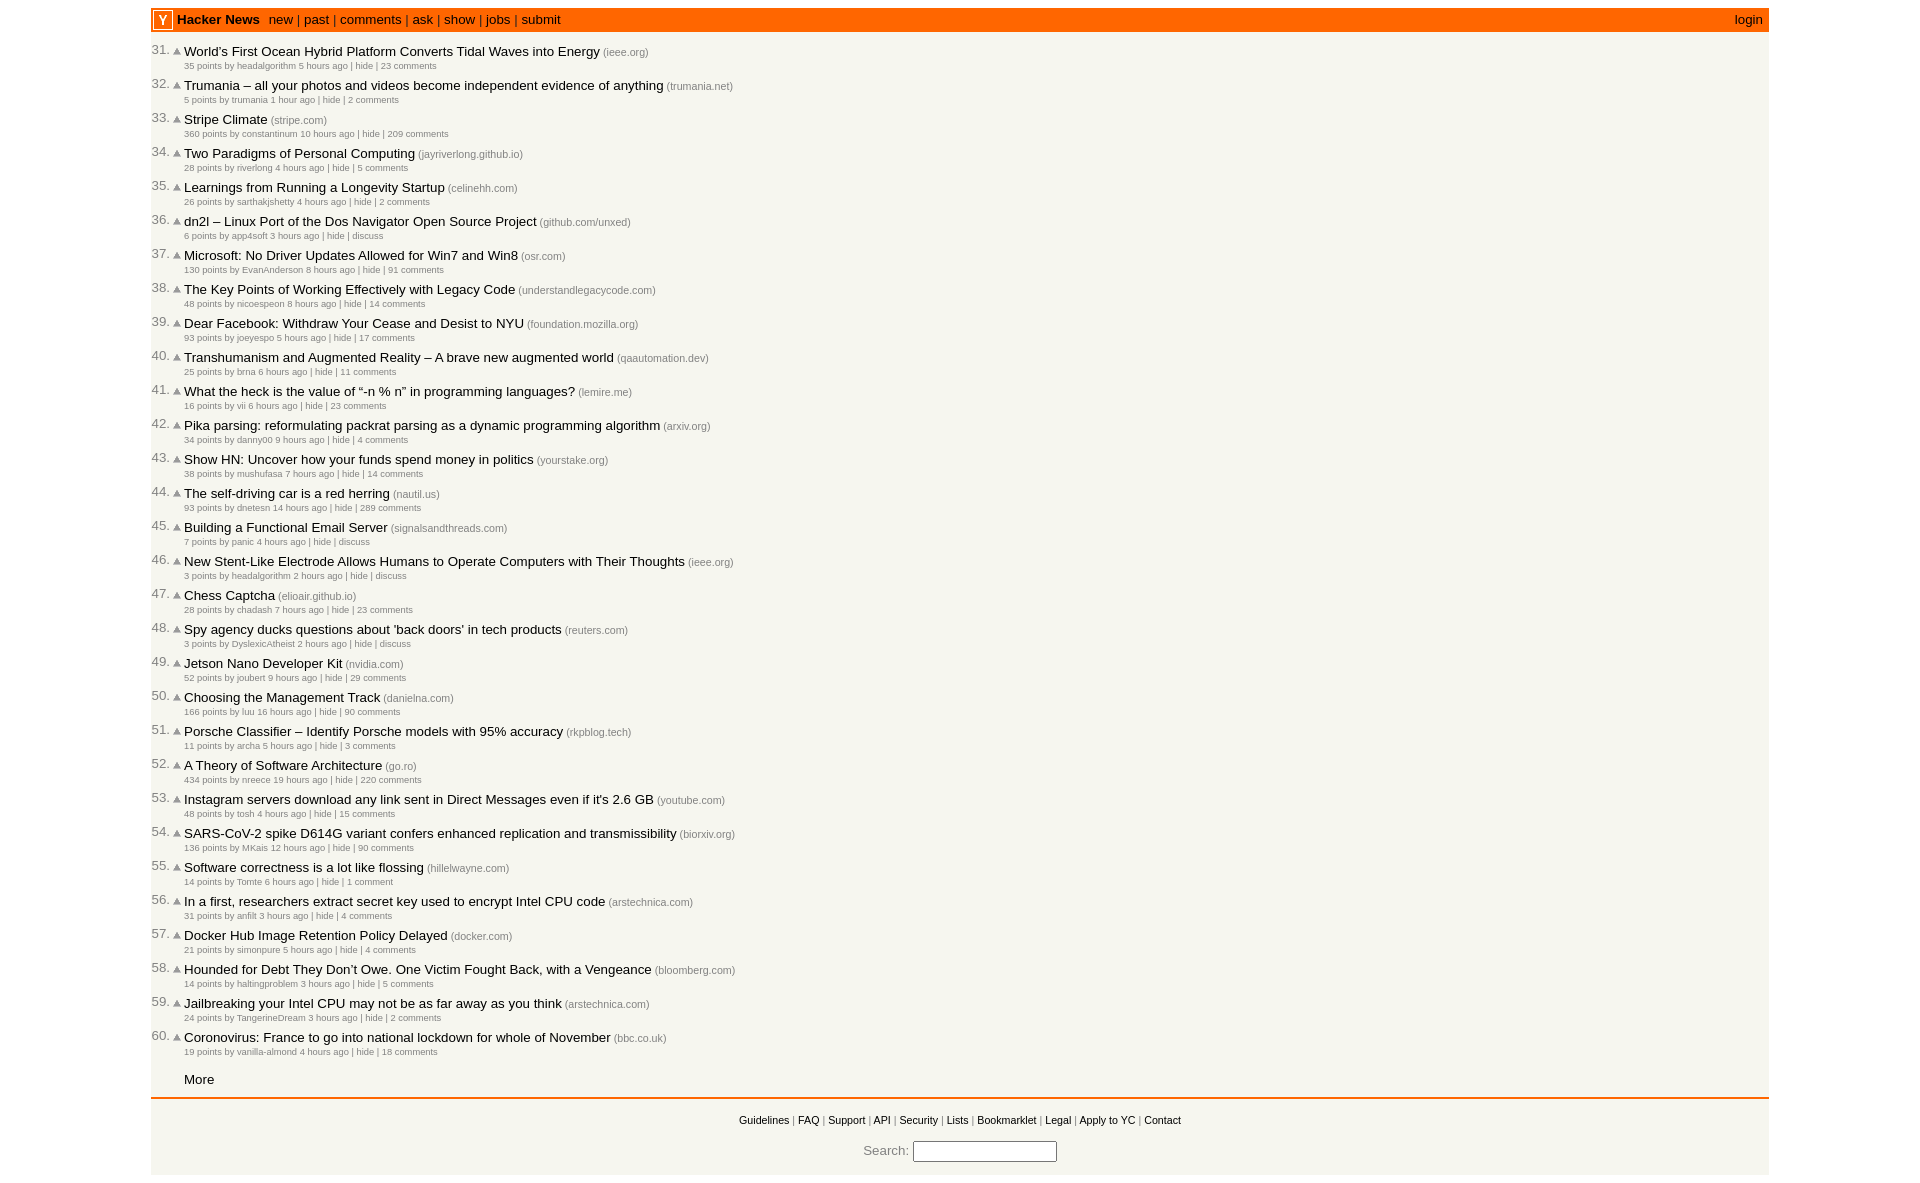 Y Hacker News new | past | comments | ask | show | jobs | submit login
31. World's First Ocean Hybrid Platform Converts Tidal Waves into Energy (ieee.org)
35 points by headalgorithm 5 hours ago | hide | 23 comments
32. Trumania – all your photos and videos become independent evidence of anything (trumania.net)
5 points by trumania 1 hour ago | hide | 2 comments
33. Stripe Climate (stripe.com)
360 points by constantinum 10 hours ago | hide | 209 comments
34. Two Paradigms of Personal Computing (jayriverlong.github.io)
28 points by riverlong 4 hours ago | hide | 5 comments
35. Learnings from Running a Longevity Startup (celinehh.com)
26 points by sarthakjshetty 4 hours ago | hide | 2 comments
36. dn2l – Linux Port of the Dos Navigator Open Source Project (github.com/unxed)
6 points by app4soft 3 hours ago | hide | discuss
37. Microsoft: No Driver Updates Allowed for Win7 and Win8 (osr.com)
130 points by EvanAnderson 8 hours ago | hide | 91 comments
38. The Key Points of Working Effectively with Legacy Code (understandlegacycode.com)
48 points by nicoespeon 8 hours ago | hide | 14 comments
39. Dear Facebook: Withdraw Your Cease and Desist to NYU (foundation.mozilla.org)
93 points by joeyespo 5 hours ago | hide | 17 comments
40. Transhumanism and Augmented Reality – A brave new augmented world (qaautomation.dev)
25 points by brna 6 hours ago | hide | 11 comments
41. What the heck is the value of “-n % n” in programming languages? (lemire.me)
16 points by vii 6 hours ago | hide | 23 comments
42. Pika parsing: reformulating packrat parsing as a dynamic programming algorithm (arxiv.org)
34 points by danny00 9 hours ago | hide | 4 comments
43. Show HN: Uncover how your funds spend money in politics (yourstake.org)
38 points by mushufasa 7 hours ago | hide | 14 comments
44. The self-driving car is a red herring (nautil.us)
93 points by dnetesn 14 hours ago | hide | 289 comments
45. Building a Functional Email Server (signalsandthreads.com)
7 points by panic 4 hours ago | hide | discuss
46. New Stent-Like Electrode Allows Humans to Operate Computers with Their Thoughts (ieee.org)
3 points by headalgorithm 2 hours ago | hide | discuss
47. Chess Captcha (elioair.github.io)
28 points by chadash 7 hours ago | hide | 23 comments
48. Spy agency ducks questions about 'back doors' in tech products (reuters.com)
3 points by DyslexicAtheist 2 hours ago | hide | discuss
49. Jetson Nano Developer Kit (nvidia.com)
52 points by joubert 9 hours ago | hide | 29 comments
50. Choosing the Management Track (danielna.com)
166 points by luu 16 hours ago | hide | 90 comments
51. Porsche Classifier – Identify Porsche models with 95% accuracy (rkpblog.tech)
11 points by archa 5 hours ago | hide | 3 comments
52. A Theory of Software Architecture (go.ro)
434 points by nreece 19 hours ago | hide | 220 comments
53. Instagram servers download any link sent in Direct Messages even if it's 2.6 GB (youtube.com)
48 points by tosh 4 hours ago | hide | 15 comments
54. SARS-CoV-2 spike D614G variant confers enhanced replication and transmissibility (biorxiv.org)
136 points by MKais 12 hours ago | hide | 90 comments
55. Software correctness is a lot like flossing (hillelwayne.com)
14 points by Tomte 6 hours ago | hide | 1 comment
56. In a first, researchers extract secret key used to encrypt Intel CPU code (arstechnica.com)
31 points by anfilt 3 hours ago | hide | 4 comments
57. Docker Hub Image Retention Policy Delayed (docker.com)
21 points by simonpure 5 hours ago | hide | 4 comments
58. Hounded for Debt They Don’t Owe. One Victim Fought Back, with a Vengeance (bloomberg.com)
14 points by haltingproblem 3 hours ago | hide | 5 comments
59. Jailbreaking your Intel CPU may not be as far away as you think (arstechnica.com)
24 points by TangerineDream 3 hours ago | hide | 2 comments
60. Coronovirus: France to go into national lockdown for whole of November (bbc.co.uk)
19 points by vanilla-almond 4 hours ago | hide | 18 comments
More
Guidelines | FAQ | Support | API | Security | Lists | Bookmarklet | Legal | Apply to YC | Contact
Search: